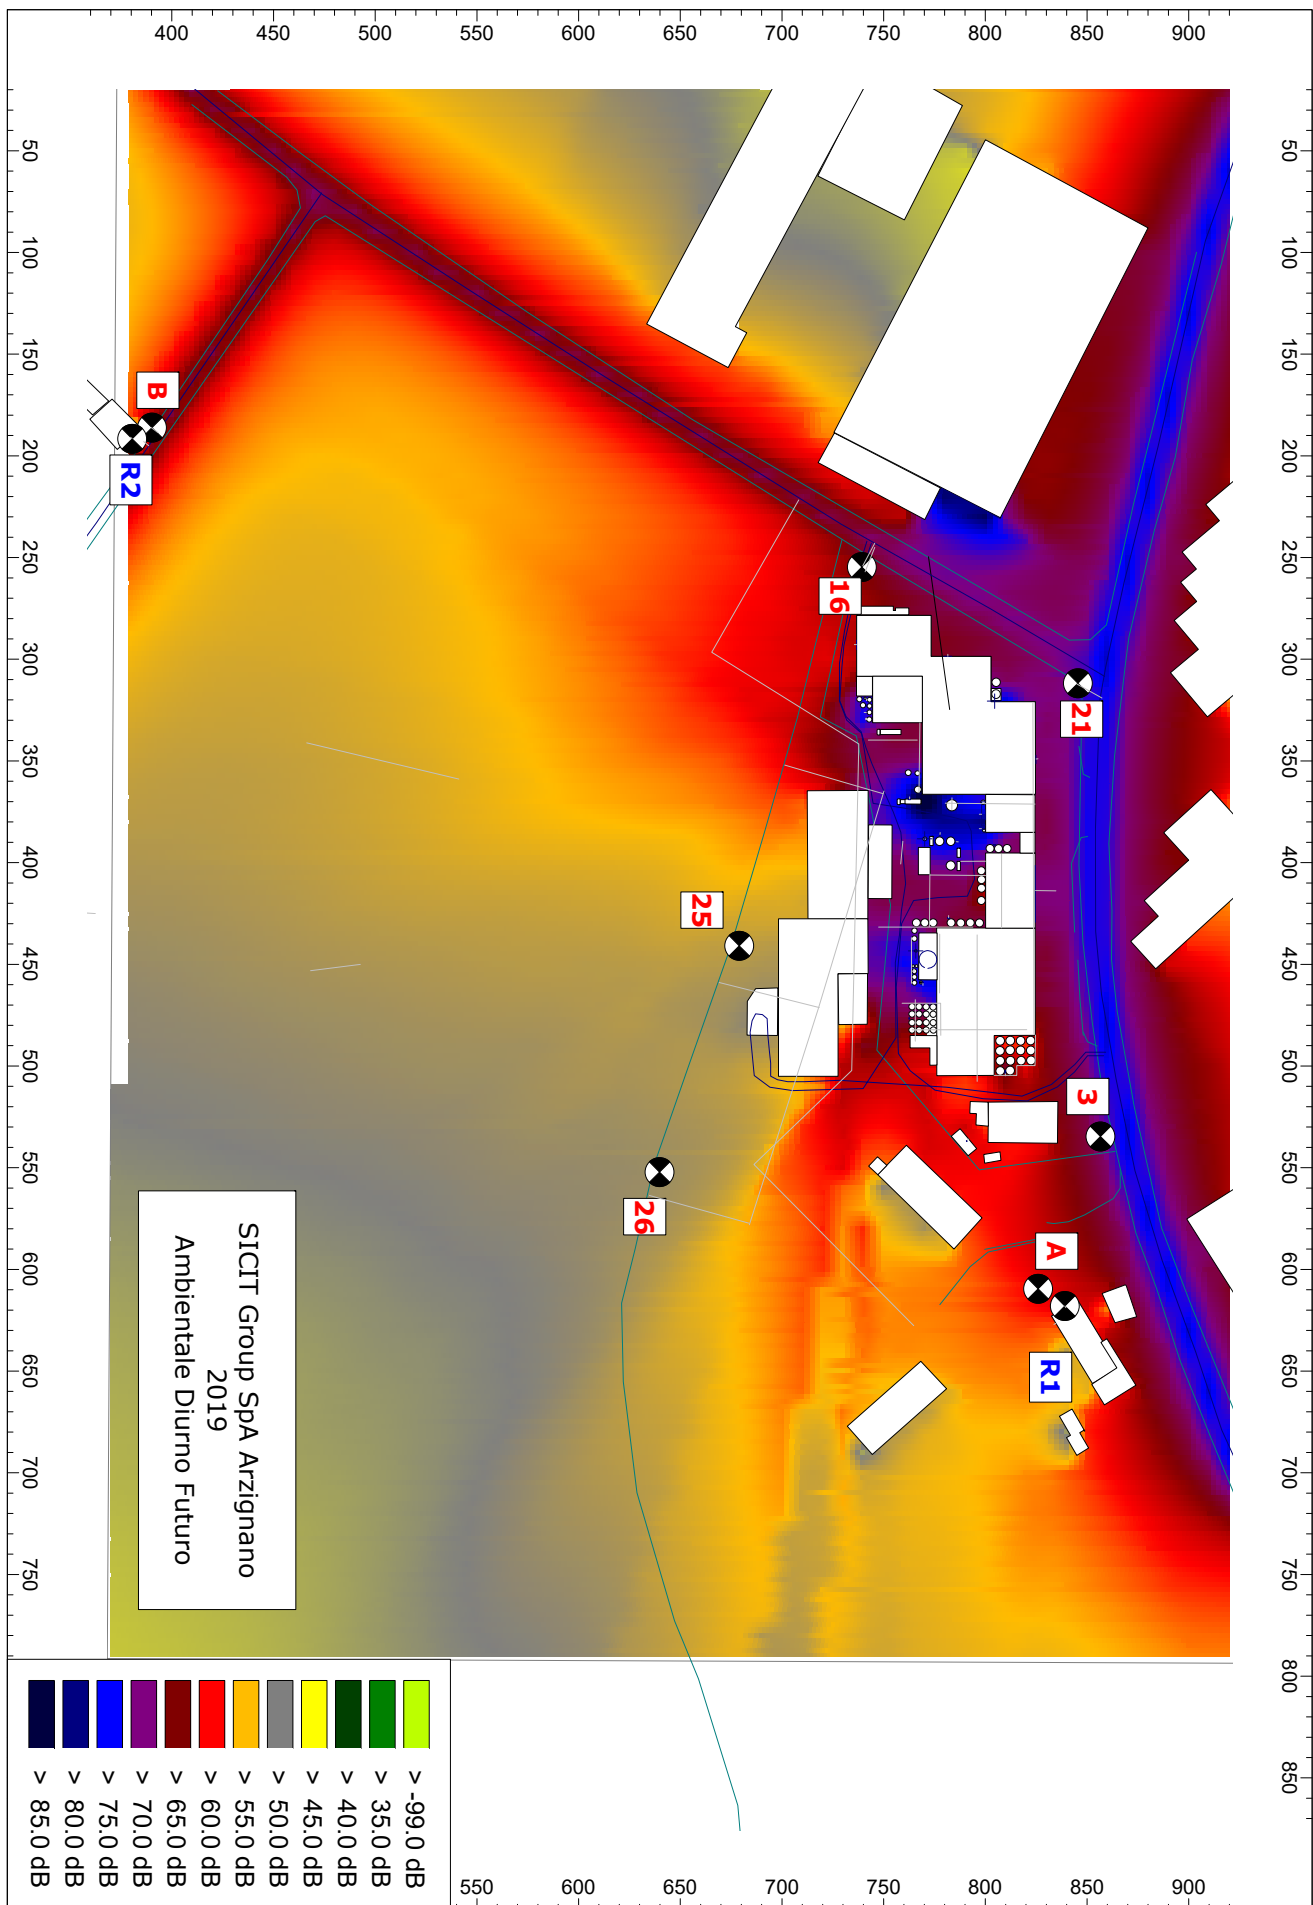 400 450 500 550 600 650 700 750 800 850 900
50 50
100 100
150 150
200 200
250 250
300 300
350 350
400 400
450 450
500 500
550 550
600 600
650 650
700 700
750 750
800
850
B
R2
16
21
25
3
26
A
R1
SICIT Group SpA Arzignano
2019
Ambientale Diurno Futuro
> -99.0 dB
> 35.0 dB
> 40.0 dB
> 45.0 dB
> 50.0 dB
> 55.0 dB
> 60.0 dB
> 65.0 dB
> 70.0 dB
> 75.0 dB
> 80.0 dB
> 85.0 dB
550 600 650 700 750 800 850 900